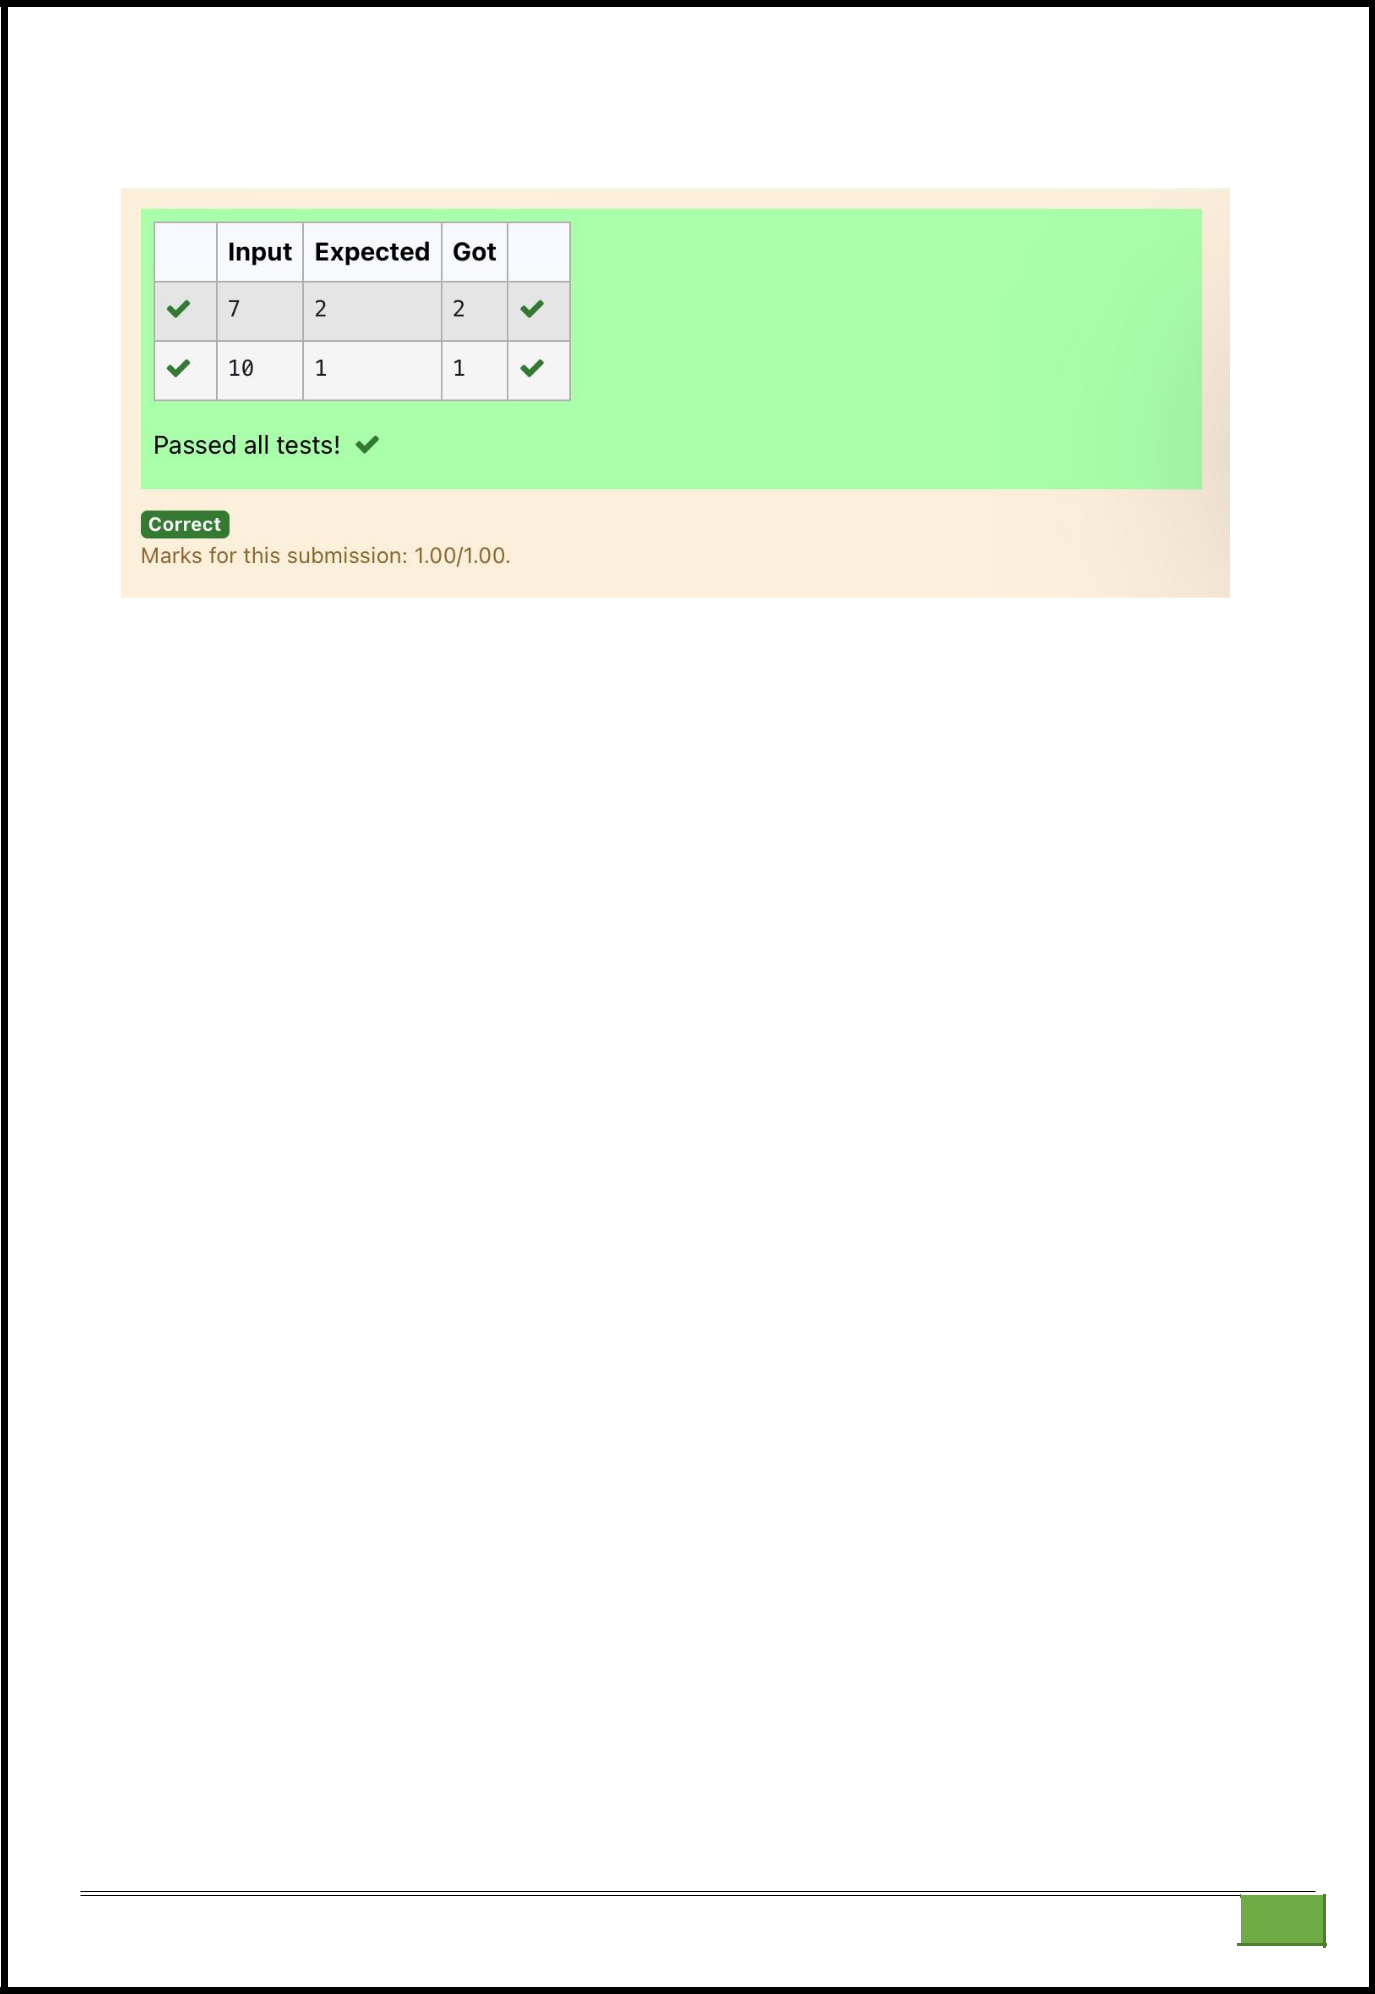 Input Expected Got
7 2 2
10 1 1
Passed all tests!
Correct
Marks for this submission: 1.00/1.00.